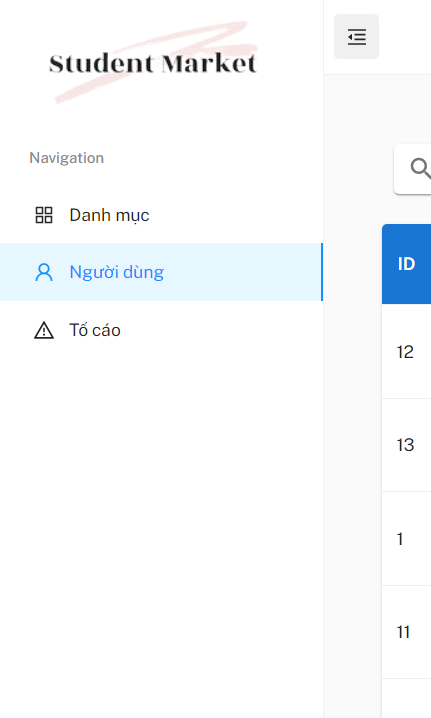 Student Market
Navigation
Danh mục
Người dùng
Tố cáo
ID
12
13
1
11